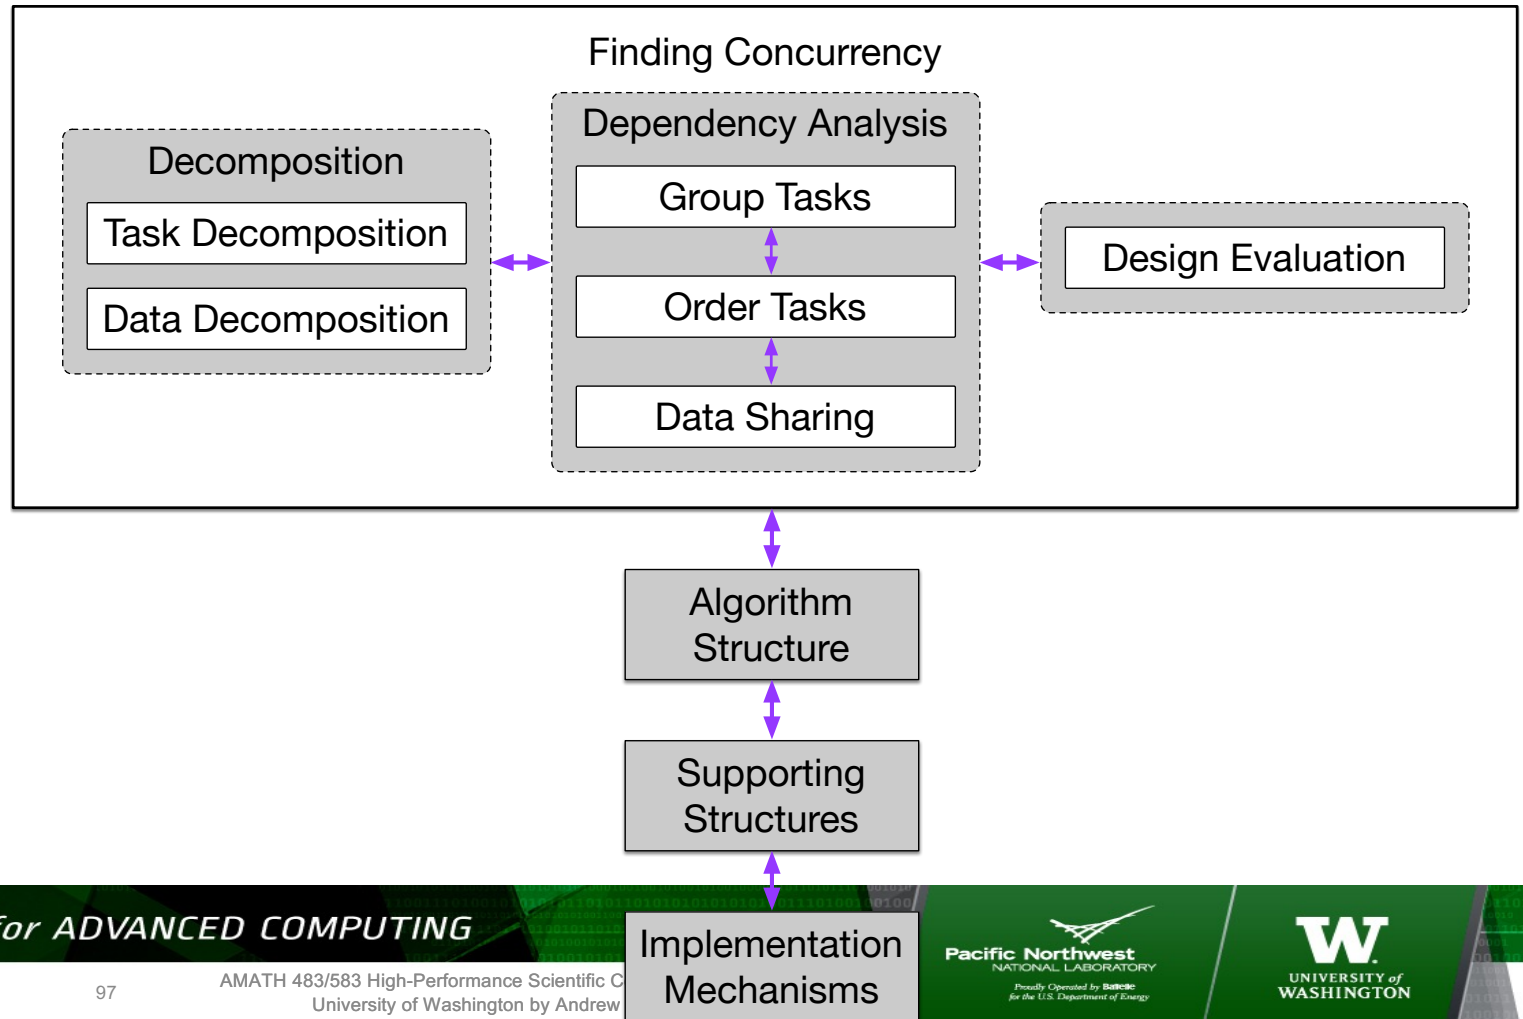 Finding Concurrency
Decomposition
Task Decomposition
Data Decomposition
Dependency Analysis
Group Tasks
Order Tasks
Data Sharing
Design Evaluation
Algorithm
Structure
Supporting
Structures
Implementation
Mechanisms
for ADVANCED COMPUTING
97
AMATH 483/583 High-Performance Scientific C
University of Washington by Andrew
Pacific Northwest
NATIONAL LABORATORY
Proudly Operated by Battelle
for the U.S. Department of Energy
W
UNIVERSITY of
WASHINGTON